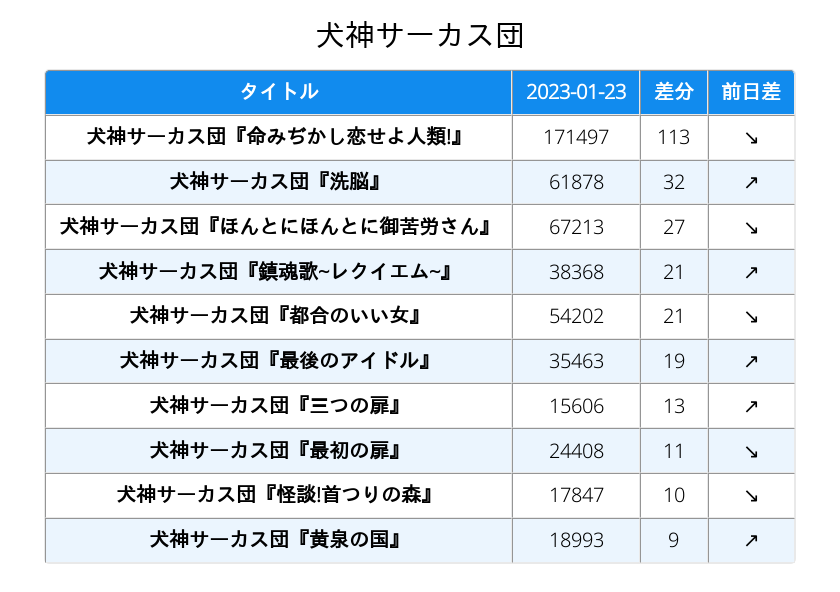 犬神サーカス団
タイトル 2023-01-23 差分 前日差
犬神サーカス団『命みぢかし恋せよ人類!』 171497 113 ↘
犬神サーカス団『洗脳』 61878 32 ↗
犬神サーカス団『ほんとにほんとに御苦労さん』 67213 27 ↘
犬神サーカス団『鎮魂歌~レクイエム~』 38368 21 ↗
犬神サーカス団『都合のいい女』 54202 21 ↘
犬神サーカス団『最後のアイドル』 35463 19 ↗
犬神サーカス団『三つの扉』 15606 13 ↗
犬神サーカス団『最初の扉』 24408 11 ↘
犬神サーカス団『怪談!首つりの森』 17847 10 ↘
犬神サーカス団『黄泉の国』 18993 9 ↗